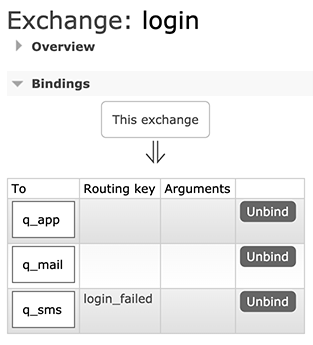 Exchange: login
Overview
Bindings
This exchange
To Routing key Arguments
q_app Unbind
q_mail Unbind
q_sms login_failed Unbind